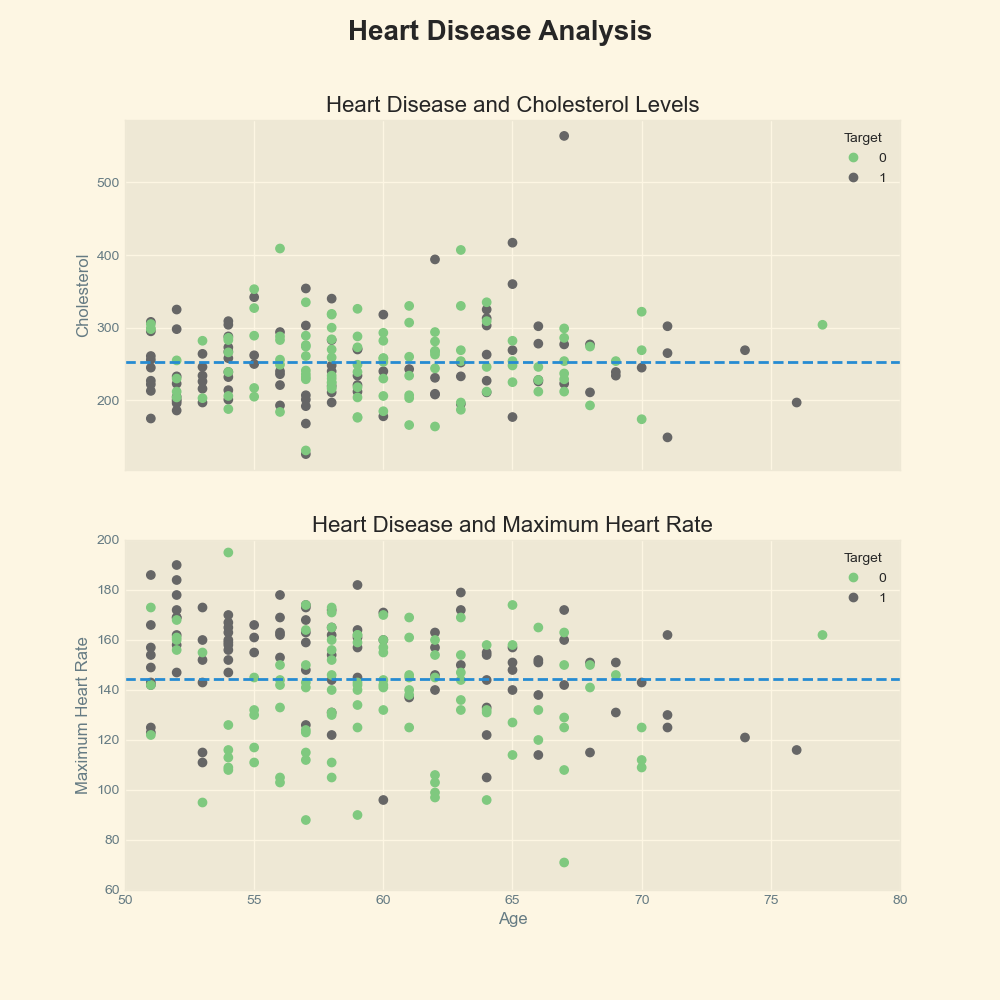 Heart Disease Analysis
Heart Disease and Cholesterol Levels
Target
0
1
500
400
300
200
Cholesterol
Heart Disease and Maximum Heart Rate
Target
0
1
200
180
160
140
120
100
80
60
Maximum Heart Rate
50 55 60 65 70 75 80
Age